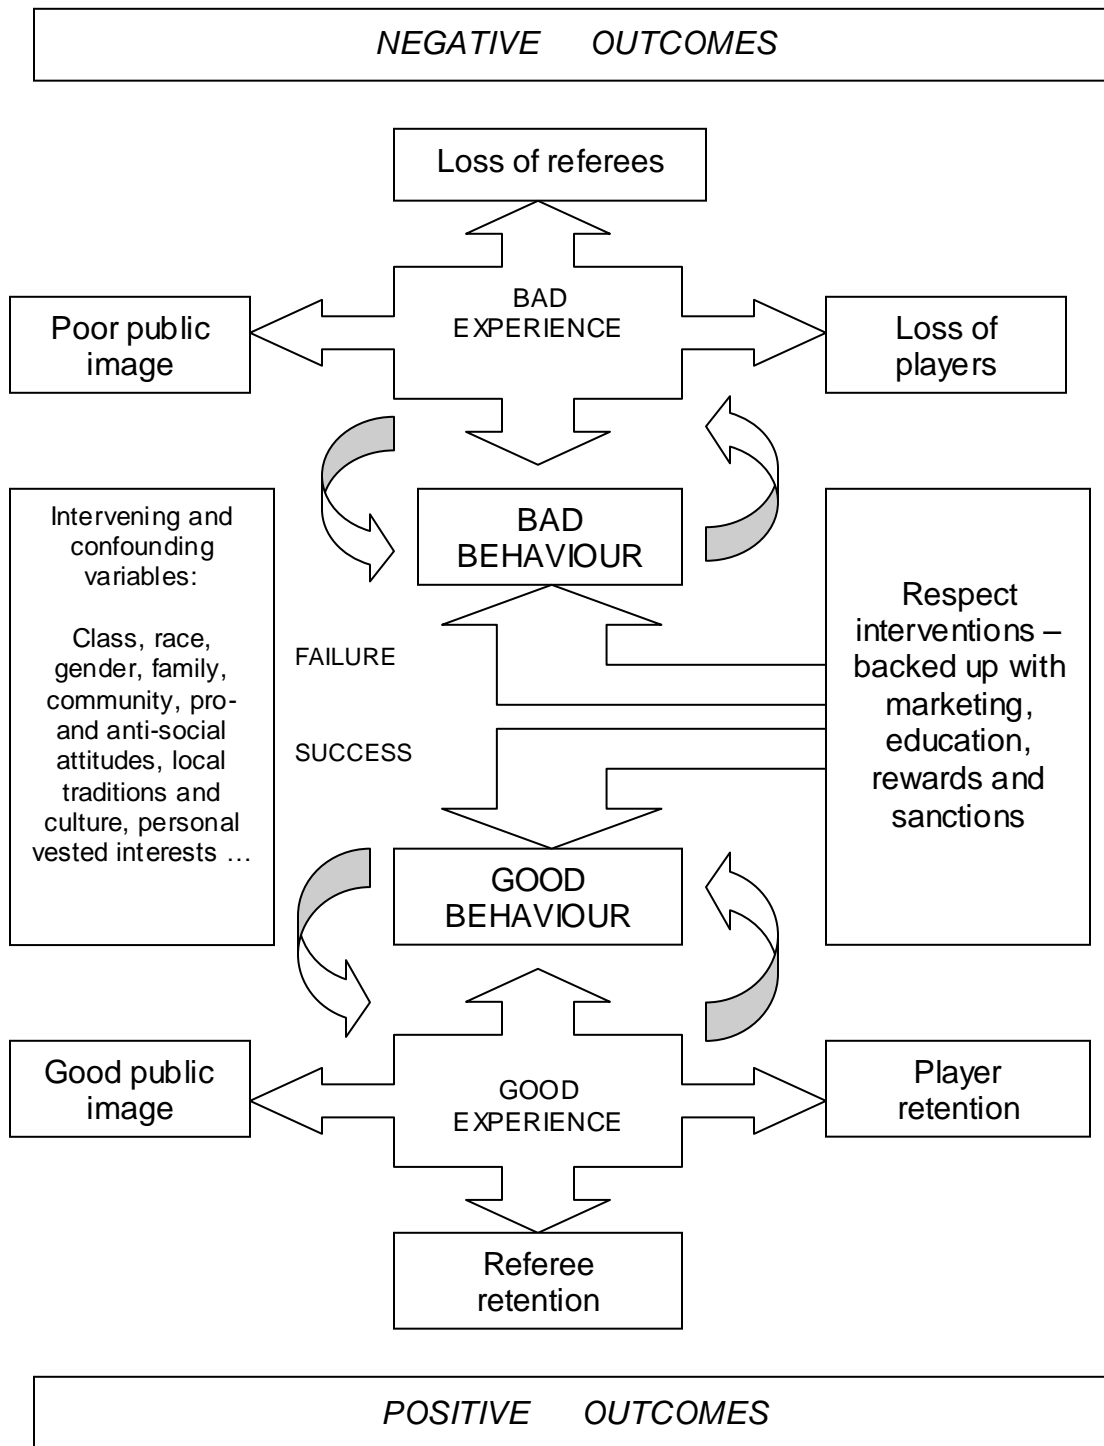 NEGATIVE OUTCOMES
Loss of referees
BAD
EXPERIENCE
Poor public
image
Loss of
players
BAD
BEHAVIOUR
Intervening and
confounding
variables:
Class, race,
gender, family,
community, pro-
and anti-social
attitudes, local
traditions and
culture, personal
vested interests …
FAILURE
SUCCESS
Respect
interventions –
backed up with
marketing,
education,
rewards and
sanctions
GOOD
BEHAVIOUR
Good public
image
GOOD
EXPERIENCE
Player
retention
Referee
retention
POSITIVE OUTCOMES